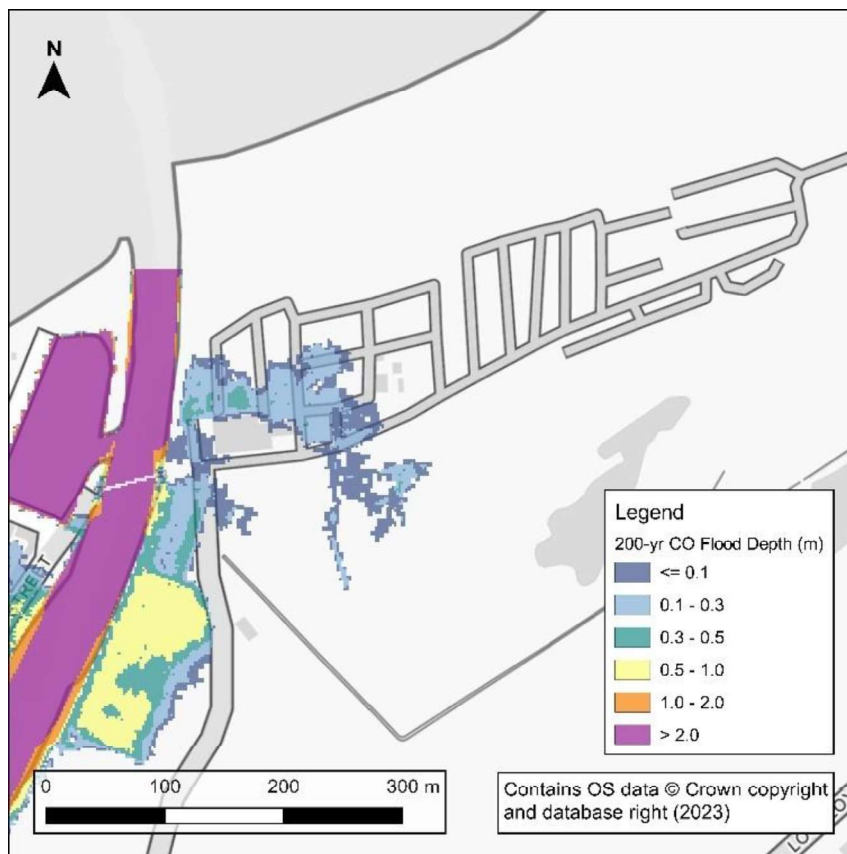 N
TREET
Legend
200-yr CO Flood Depth (m)
<= 0.1
0.1 - 0.3
0.3 - 0.5
0.5 - 1.0
1.0 - 2.0
> 2.0
0 100 200 300 m
Contains OS data © Crown copyright
and database right (2023)